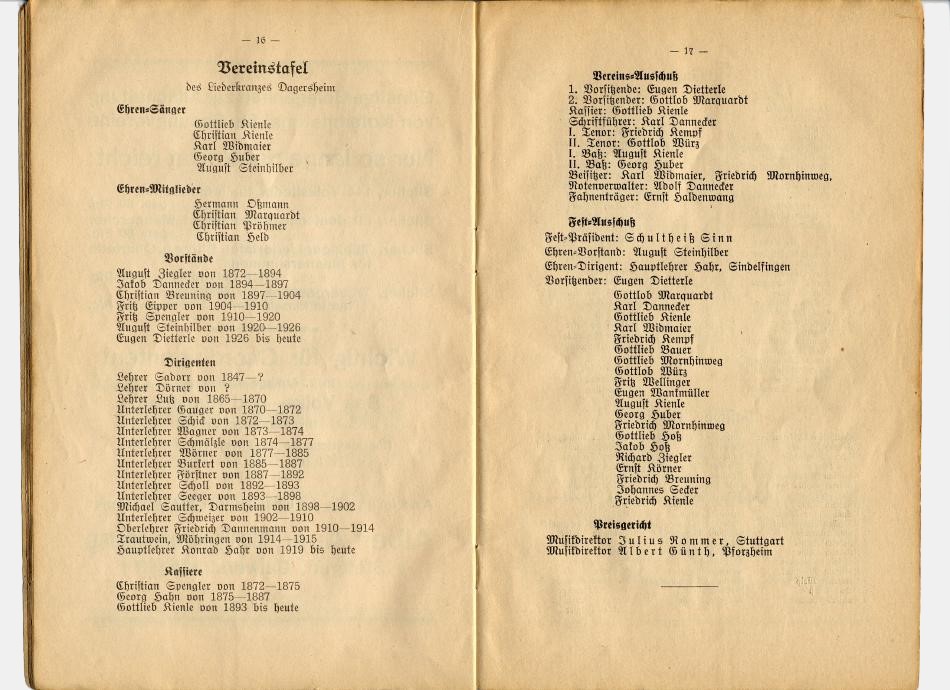 — 16 —
Vereinstafel
des Liederkranzes Dagersheim
Ehren-Sänger
Gottlieb Kienle
Christian Kienle
Karl Widmaier
Georg Huber
August Steinhilber
Ehren-Mitglieder
Hermann Oßmann
Christian Marquardt
Christian Pröhmer
Christian Held
Vorstände
August Ziegler von 1872—1894
Jakob Dannecker von 1894—1897
Christian Breuning von 1897—1904
Fritz Eipper von 1904—1910
Fritz Spengler von 1910—1920
August Steinhilber von 1920—1926
Eugen Dietterle von 1926 bis heute
Dirigenten
Lehrer Sadorr von 1847—?
Lehrer Dörner von ?
Lehrer Lutz von 1865—1870
Unterlehrer Gauger von 1870—1872
Unterlehrer Schick von 1872—1873
Unterlehrer Wagner von 1873—1874
Unterlehrer Schmälzle von 1874—1877
Unterlehrer Wörner von 1877—1885
Unterlehrer Burkert von 1885—1887
Unterlehrer Förstner von 1887—1892
Unterlehrer Scholl von 1892—1893
Unterlehrer Seeger von 1893—1898
Michael Sautter, Darmsheim von 1898—1902
Unterlehrer Schweizer von 1902—1910
Oberlehrer Friedrich Dannenmann von 1910—1914
Trautwein, Möhringen von 1914—1915
Hauptlehrer Konrad Hahr von 1919 bis heute
Kassiere
Christian Spengler von 1872—1875
Georg Hahn von 1875—1887
Gottlieb Kienle von 1893 bis heute
— 17 —
Vereins-Ausschuß
1. Vorsitzende: Eugen Dietterle
2. Vorsitzender: Gottlob Marquardt
Kassier: Gottlieb Kienle
Schriftführer: Karl Dannecker
I. Tenor: Friedrich Kempf
II. Tenor: Gottlob Würz
I. Baß: August Kienle
II. Baß: Georg Huber
Beisitzer: Karl Widmaier, Friedrich Mornhinweg,
Notenverwalter: Adolf Dannecker
Fahnenträger: Ernst Haldenwang
Fest-Ausschuß
Fest-Präsident: Schultheiß Sinn
Ehren-Vorstand: August Steinhilber
Ehren-Dirigent: Hauptlehrer Hahr, Sindelfingen
Vorsitzender: Eugen Dietterle
Gottlob Marquardt
Karl Dannecker
Gottlieb Kienle
Karl Widmaier
Friedrich Kempf
Gottlieb Bauer
Gottlieb Mornhinweg
Gottlob Würz
Fritz Wellinger
Eugen Wankmüller
August Kienle
Georg Huber
Friedrich Mornhinweg
Gottlieb Hotz
Jakob Hotz
Richard Ziegler
Ernst Körner
Friedrich Breuning
Johannes Secker
Friedrich Kienle
Preisgericht
Musikdirektor Julius Rommer, Stuttgart
Musikdirektor Albert Günth, Pforzheim